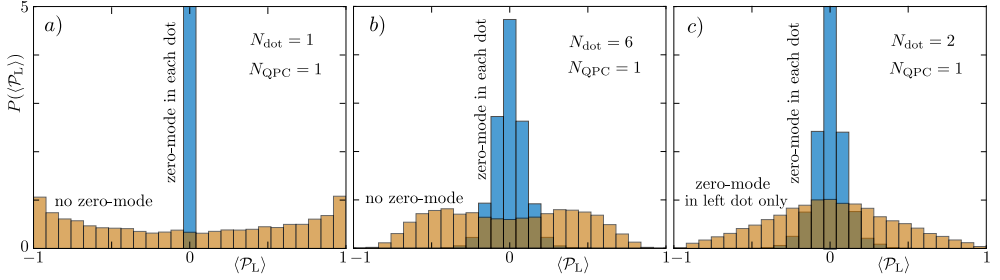 a)
N_dot = 1
N_QPC = 1
zero-mode in each dot
no zero-mode
P(⟨P_L⟩)
5
0
−1
0
1
⟨P_L⟩
b)
N_dot = 6
N_QPC = 1
zero-mode in each dot
no zero-mode
−1
0
1
⟨P_L⟩
c)
N_dot = 2
N_QPC = 1
zero-mode in each dot
zero-mode
in left dot only
−1
0
1
⟨P_L⟩